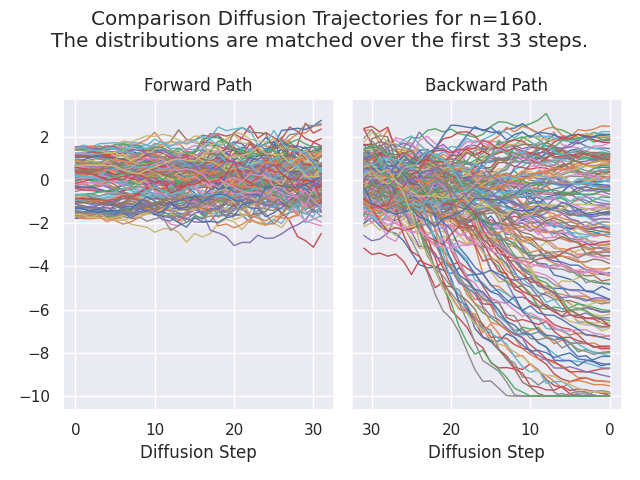 Comparison Diffusion Trajectories for n=160.
The distributions are matched over the first 33 steps.
Forward Path
Backward Path
2
0
−2
−4
−6
−8
−10
0 10 20 30
30 20 10 0
Diffusion Step
Diffusion Step